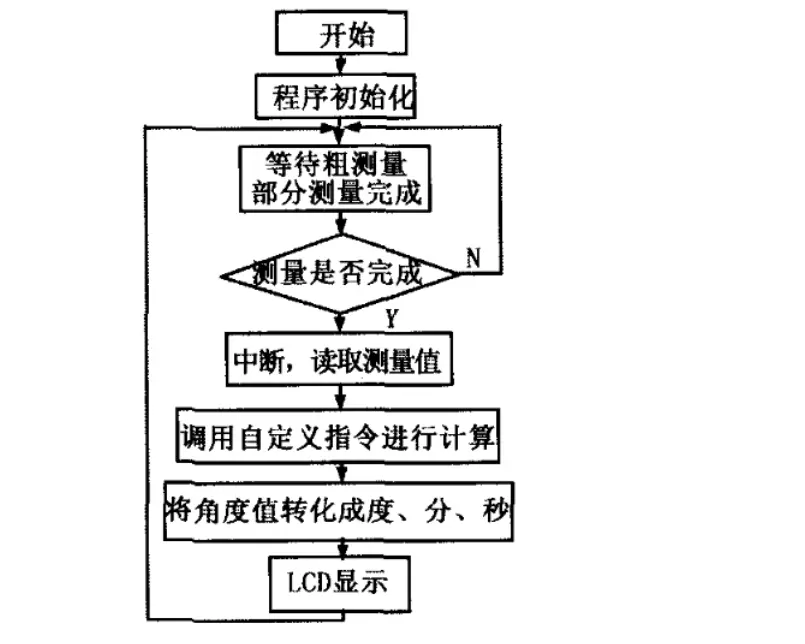 开始
程序初始化
等待粗测量
部分测量完成
测量是否完成
N
Y
中断，读取测量值
调用自定义指令进行计算
将角度值转化成度、分、秒
LCD显示